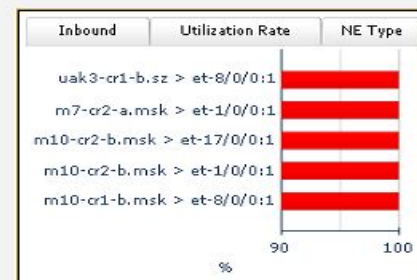 Inbound Utilization Rate NE Type
uak3-cr1-b.sz > et-8/0/0:1
m7-cr2-a.msk > et-1/0/0:1
m10-cr2-b.msk > et-17/0/0:1
m10-cr2-b.msk > et-1/0/0:1
m10-cr1-b.msk > et-8/0/0:1
90 100
%